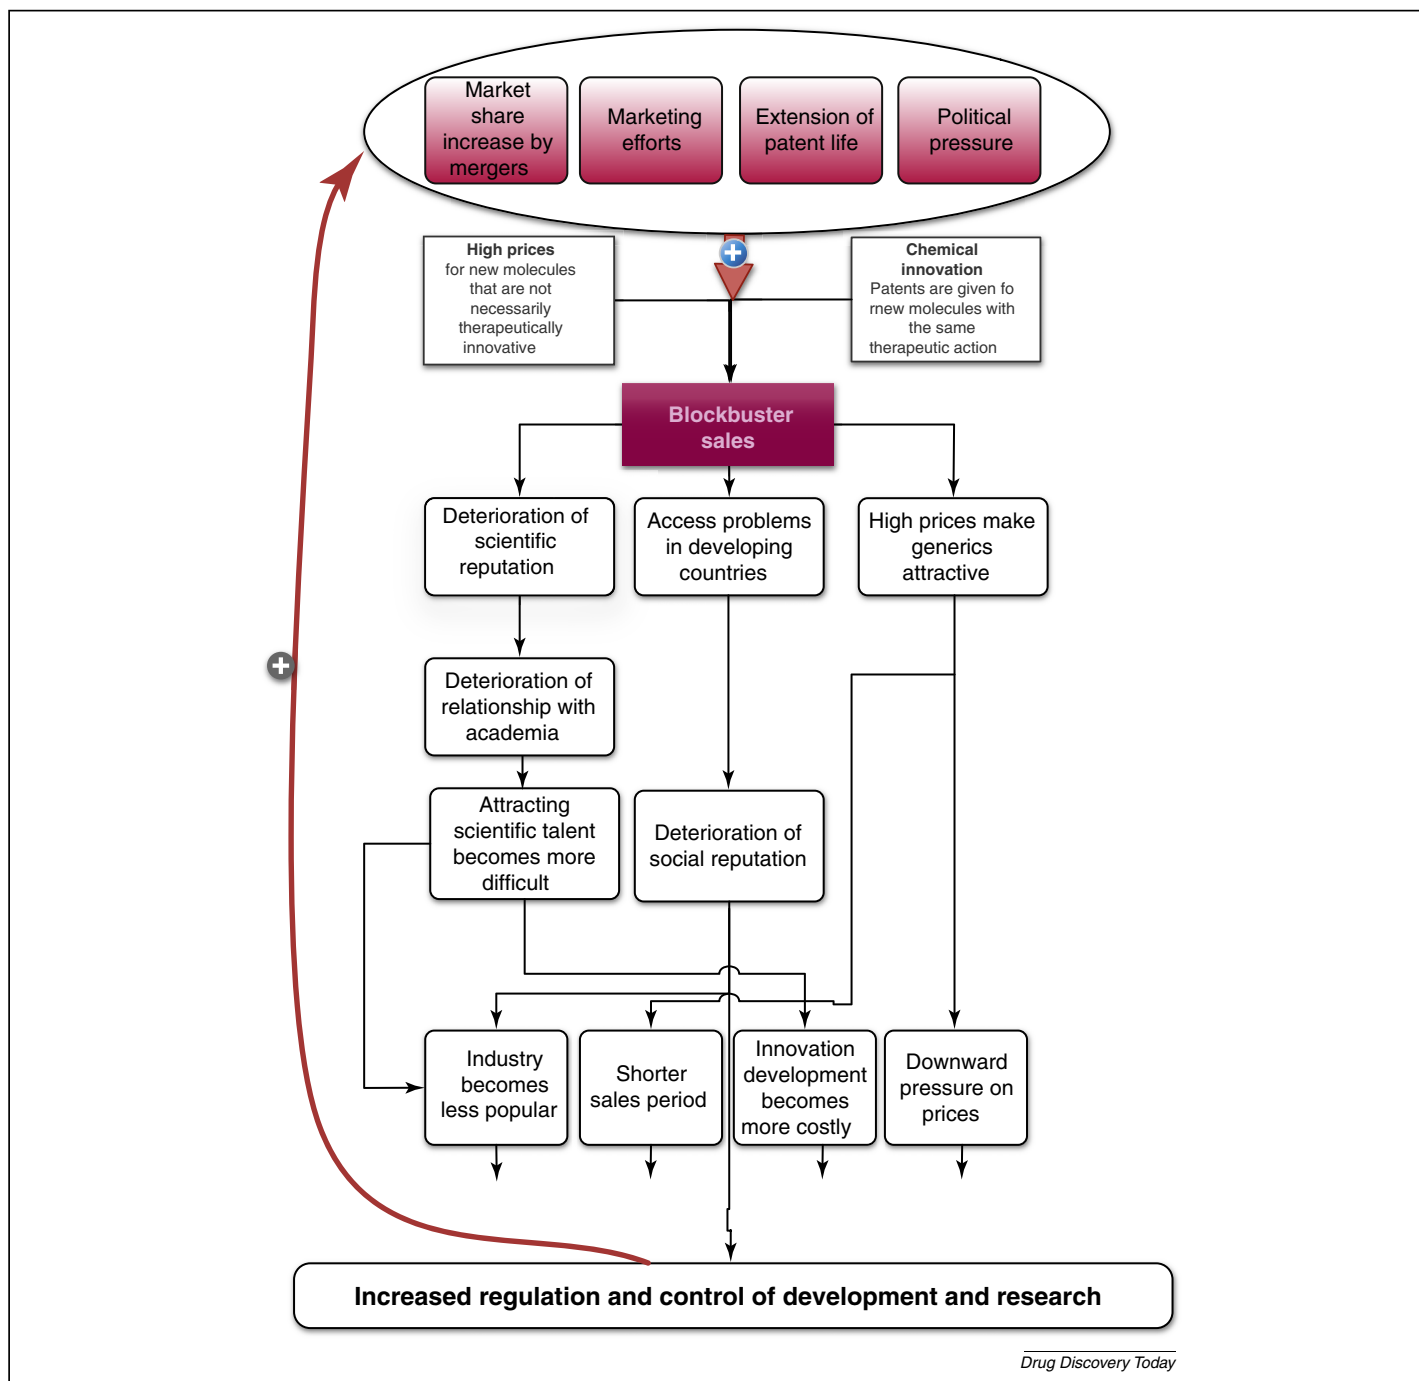 Market
share
increase by
mergers
Marketing
efforts
Extension of
patent life
Political
pressure
High prices
for new molecules
that are not
necessarily
therapeutically
innovative
Chemical
innovation
Patents are given fo
rnew molecules with
the same
therapeutic action
Blockbuster
sales
Deterioration of
scientific
reputation
Access problems
in developing
countries
High prices make
generics
attractive
Deterioration of
relationship with
academia
Attracting
scientific talent
becomes more
difficult
Deterioration of
social reputation
Industry
becomes
less popular
Shorter
sales period
Innovation
development
becomes
more costly
Downward
pressure on
prices
Increased regulation and control of development and research
Drug Discovery Today